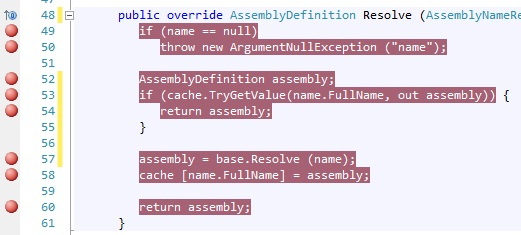 48 public override AssemblyDefinition Resolve (AssemblyNameRe
49 if (name == null)
50 throw new ArgumentNullException ("name");
51
52 AssemblyDefinition assembly;
53 if (cache.TryGetValue(name.FullName, out assembly)) {
54 return assembly;
55 }
56
57 assembly = base.Resolve (name);
58 cache [name.FullName] = assembly;
59
60 return assembly;
61 }